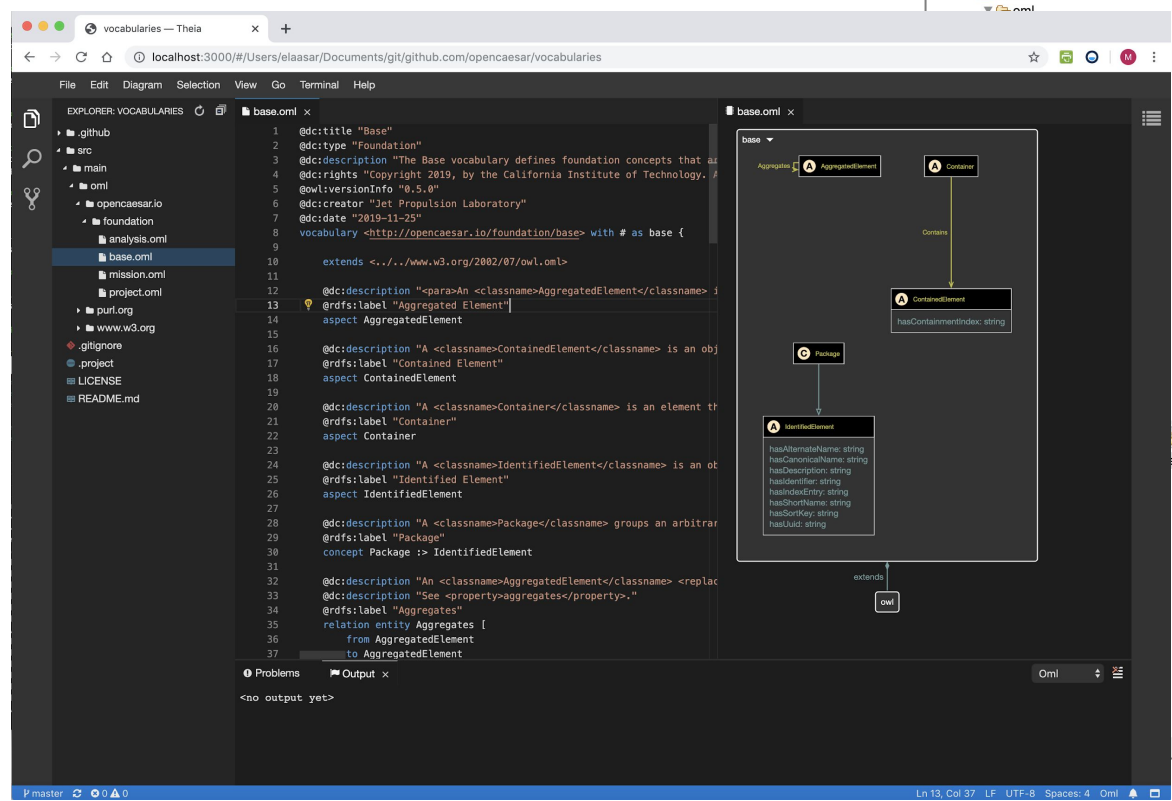 oml
vocabularies — Theia
localhost:3000/#/Users/elaasar/Documents/git/github.com/opencaesar/vocabularies
M
File Edit Diagram Selection View Go Terminal Help
EXPLORER: VOCABULARIES
.github
src
main
oml
opencaesar.io
foundation
analysis.oml
base.oml
mission.oml
project.oml
purl.org
www.w3.org
.gitignore
.project
LICENSE
README.md
base.oml
1 @dc:title "Base"
2 @dc:type "Foundation"
3 @dc:description "The Base vocabulary defines foundation concepts that
4 @dc:rights "Copyright 2019, by the California Institute of Technology.
5 @owl:versionInfo "0.5.0"
6 @dc:creator "Jet Propulsion Laboratory"
7 @dc:date "2019-11-25"
8 vocabulary <http://opencaesar.io/foundation/base> with # as base {
9
10 extends <../../www.w3.org/2002/07/owl.oml>
11
12 @dc:description "<para>An <classname>AggregatedElement</classname> i
13 @rdfs:label "Aggregated Element"
14 aspect AggregatedElement
15
16 @dc:description "A <classname>ContainedElement</classname> is an obj
17 @rdfs:label "Contained Element"
18 aspect ContainedElement
19
20 @dc:description "A <classname>Container</classname> is an element th
21 @rdfs:label "Container"
22 aspect Container
23
24 @dc:description "A <classname>IdentifiedElement</classname> is an ob
25 @rdfs:label "Identified Element"
26 aspect IdentifiedElement
27
28 @dc:description "A <classname>Package</classname> groups an arbitrar
29 @rdfs:label "Package"
30 concept Package :> IdentifiedElement
31
32 @dc:description "An <classname>AggregatedElement</classname> <replac
33 @dc:description "See <property>aggregates</property>."
34 @rdfs:label "Aggregates"
35 relation entity Aggregates [
36 from AggregatedElement
37 to AggregatedElement
base.oml
base
Aggregates
A AggregatedElement
A Container
Contains
A ContainedElement
hasContainmentIndex: string
C Package
A IdentifiedElement
hasAlternateName: string
hasCanonicalName: string
hasDescription: string
hasIdentifier: string
hasIndexEntry: string
hasShortName: string
hasSortKey: string
hasUuid: string
extends
owl
Problems Output
Oml
<no output yet>
master 0 0
Ln 13, Col 37 LF UTF-8 Spaces: 4 Oml